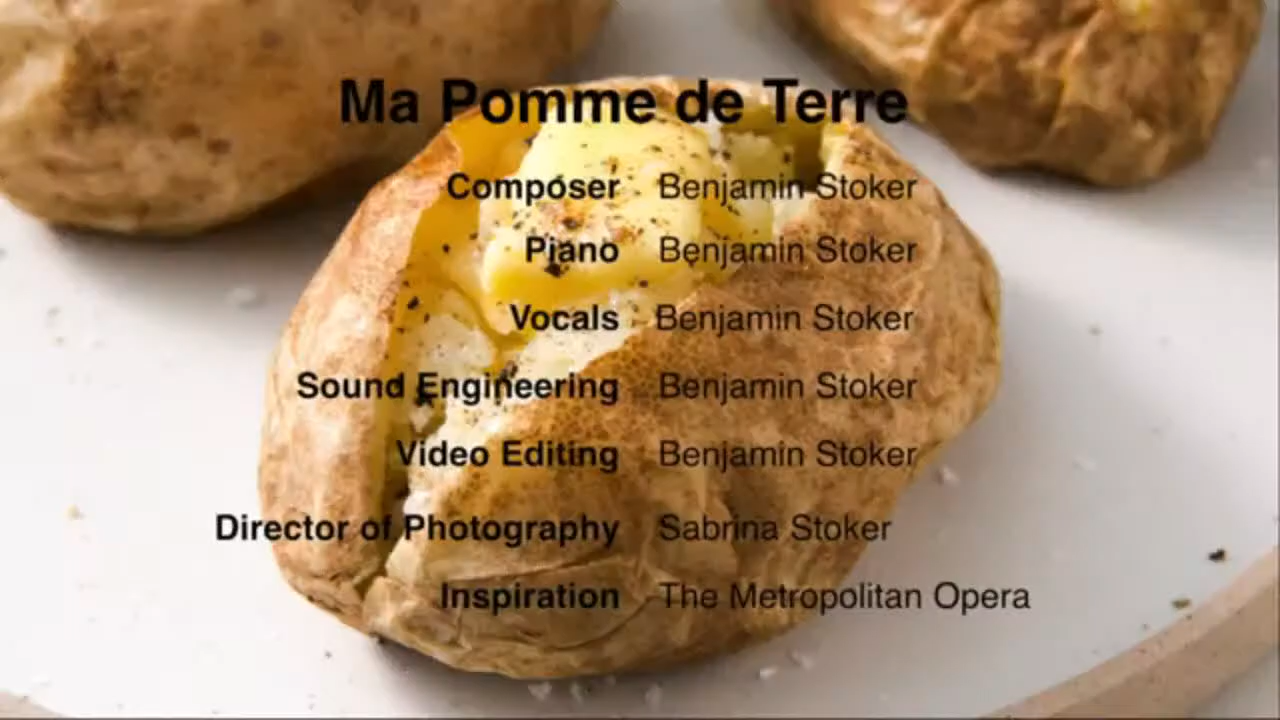 Ma Pomme de Terre
Composer Benjamin Stoker
Piano Benjamin Stoker
Vocals Benjamin Stoker
Sound Engineering Benjamin Stoker
Video Editing Benjamin Stoker
Director of Photography Sabrina Stoker
Inspiration The Metropolitan Opera